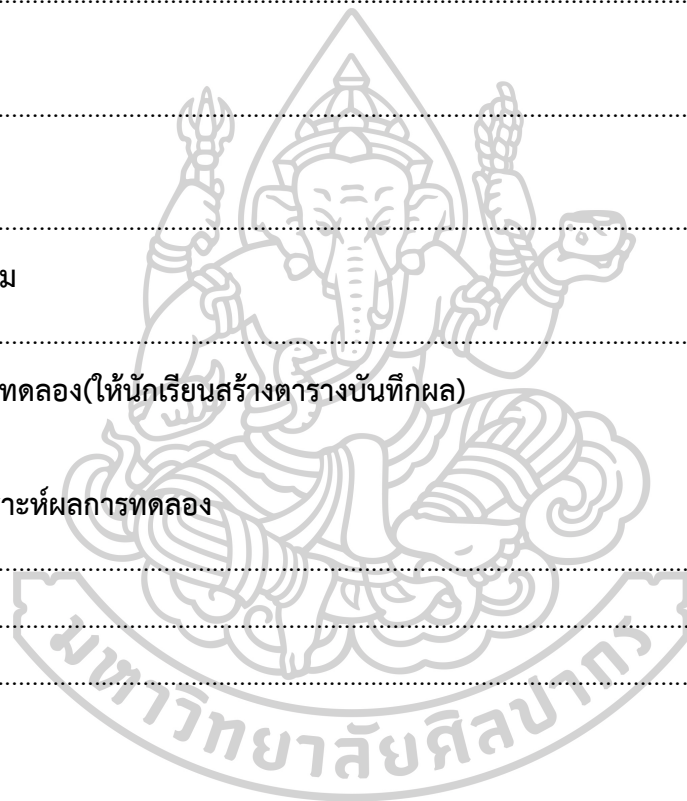 ม
ทดลอง(ให้นักเรียนสร้างตารางบันทึกผล)
าะห์ผลการทดลอง
มหาวิทยาลัยศิลปากร